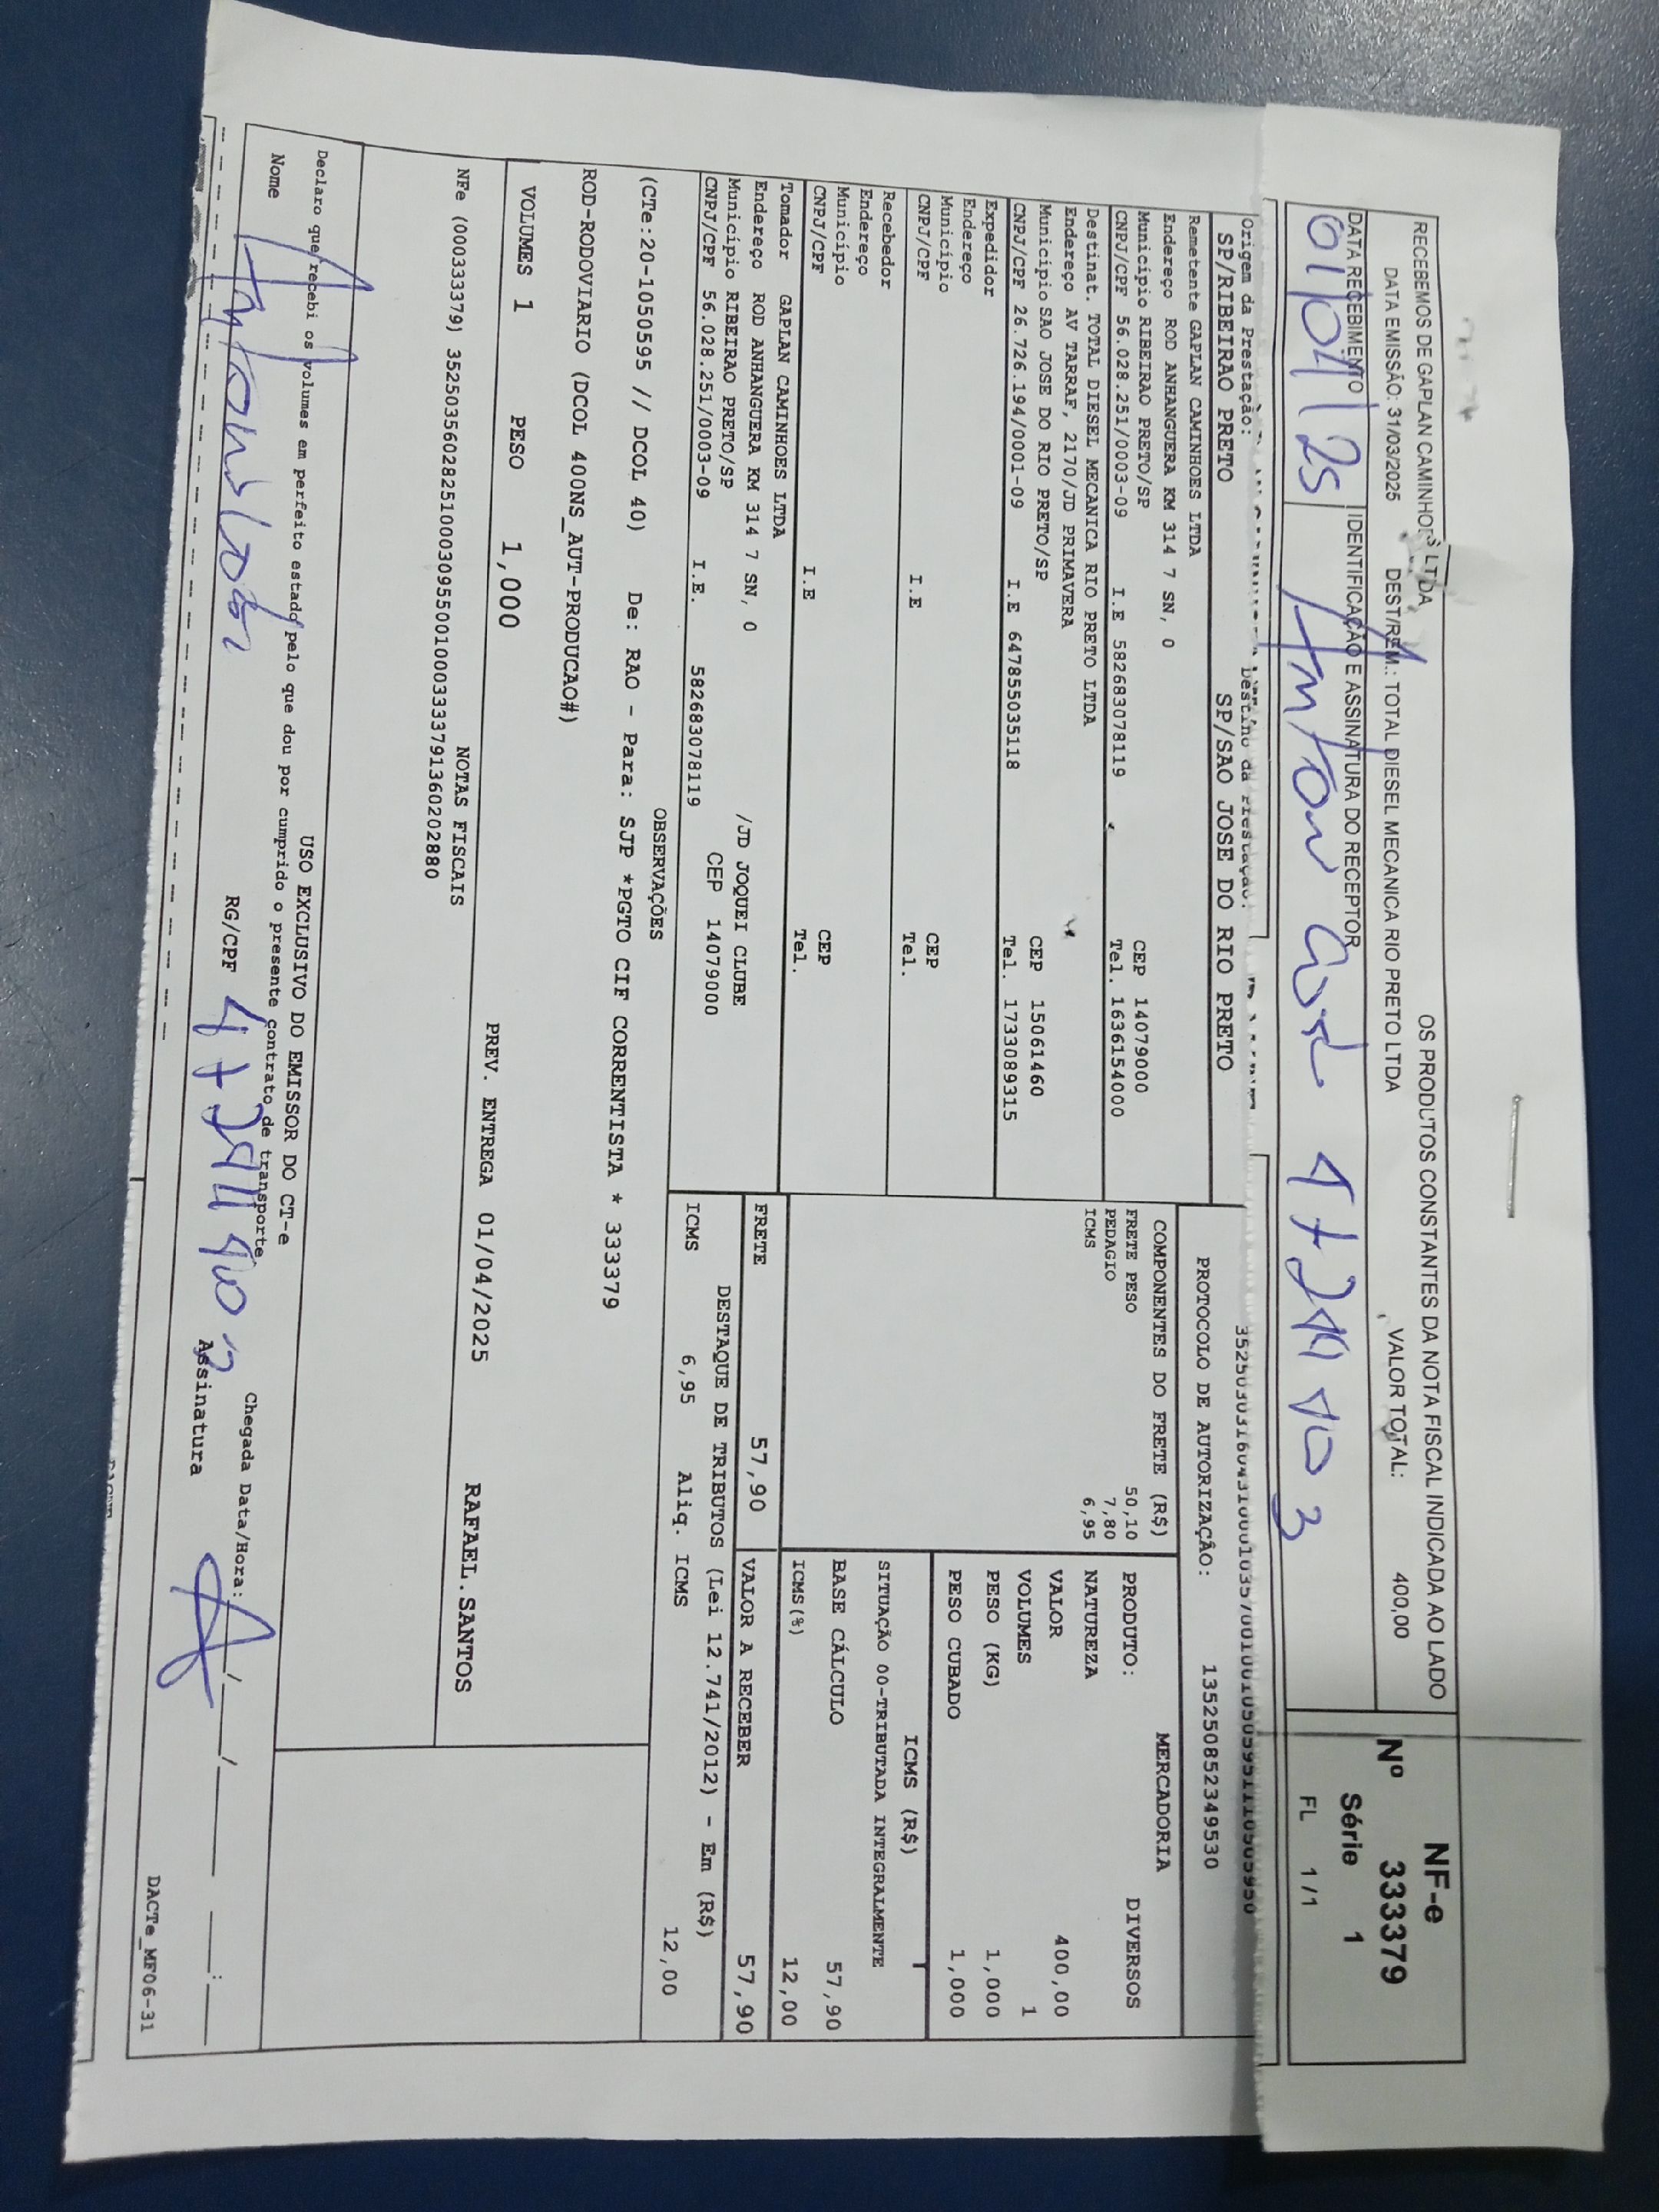 RECEBEMOS DE GAPLAN CAMINHOES LTDA OS PRODUTOS CONSTANTES DA NOTA FISCAL INDICADA AO LADO
DATA EMISSÃO: 31/03/2025 DEST/REM.: TOTAL DIESEL MECANICA RIO PRETO LTDA VALOR TOTAL: 400,00
DATA RECEBIMENTO IDENTIFICAÇÃO E ASSINATURA DO RECEPTOR
01/04/25
NF-e
Nº 333379
Série 1
FL 1 /1
Origem da Prestação: Destino da Prestação:
SP/RIBEIRAO PRETO SP/SAO JOSE DO RIO PRETO
PROTOCOLO DE AUTORIZAÇÃO: 135250852349530
Remetente GAPLAN CAMINHOES LTDA
Endereço ROD ANHANGUERA KM 314 7 SN, 0
Município RIBEIRAO PRETO/SP CEP 14079000
CNPJ/CPF 56.028.251/0003-09 I.E 582683078119 Tel. 1636154000
Destinat. TOTAL DIESEL MECANICA RIO PRETO LTDA
Endereço AV TARRAF, 2170/JD PRIMAVERA
Município SAO JOSE DO RIO PRETO/SP CEP 15061460
CNPJ/CPF 26.726.194/0001-09 I.E 647855035118 Tel. 1733089315
Expedidor
Endereço
Município CEP
CNPJ/CPF I.E Tel.
Recebedor
Endereço
Município CEP
CNPJ/CPF I.E Tel.
Tomador GAPLAN CAMINHOES LTDA
Endereço ROD ANHANGUERA KM 314 7 SN, 0 /JD JOQUEI CLUBE
Município RIBEIRAO PRETO/SP CEP 14079000
CNPJ/CPF 56.028.251/0003-09 I.E. 582683078119
COMPONENTES DO FRETE (R$)
FRETE PESO 50,10
PEDAGIO 7,80
ICMS 6,95
MERCADORIA
PRODUTO: DIVERSOS
NATUREZA
VALOR 400,00
VOLUMES 1
PESO (KG) 1,000
PESO CUBADO 1,000
ICMS (R$)
SITUAÇÃO 00-TRIBUTADA INTEGRALMENTE
BASE CÁLCULO 57,90
ICMS(%) 12,00
FRETE 57,90 VALOR A RECEBER 57,90
DESTAQUE DE TRIBUTOS (Lei 12.741/2012) - Em (R$)
ICMS 6,95 Aliq. ICMS 12,00
OBSERVAÇÕES
(CTe:20-1050595 // DCOL 40) De: RAO - Para: SJP *PGTO CIF CORRENTISTA * 333379
ROD-RODOVIARIO (DCOL 400NS_AUT-PRODUCAO#)
VOLUMES 1 PESO 1,000 PREV. ENTREGA 01/04/2025 RAFAEL.SANTOS
NOTAS FISCAIS
NFe (000333379) 35250356028251000309550010003333791360202880
USO EXCLUSIVO DO EMISSOR DO CT-e
Declaro que recebi os volumes em perfeito estado pelo que dou por cumprido o presente contrato de transporte
Nome RG/CPF Assinatura Chegada Data/Hora: __/__/____ __:__
DACTe_MF06-31